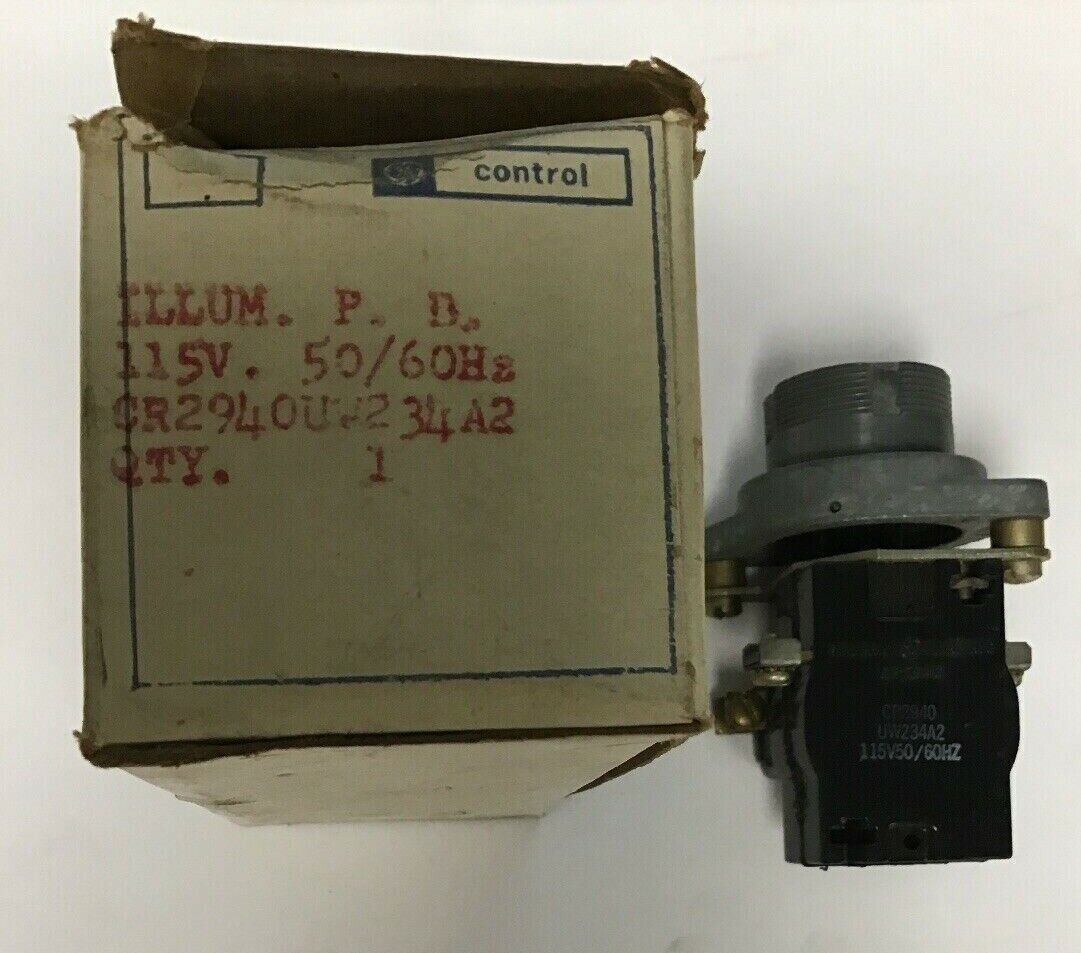 control
ILLUM. P. B.
115V. 50/60Hz
CR2940UW234A2
QTY. 1
CR2940
UW234A2
115V50/60HZ